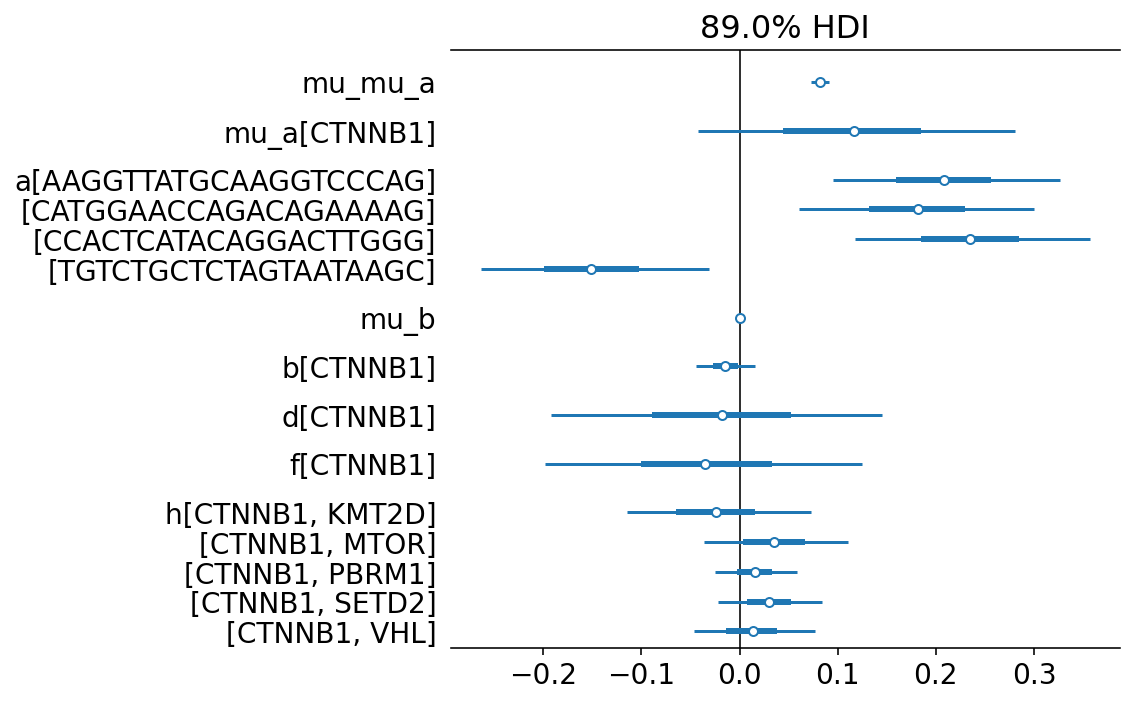 89.0% HDI
mu_mu_a
mu_a[CTNNB1]
a[AAGGTTATGCAAGGTCCCAG]
[CATGGAACCAGACAGAAAAG]
[CCACTCATACAGGACTTGGG]
[TGTCTGCTCTAGTAATAAGC]
mu_b
b[CTNNB1]
d[CTNNB1]
f[CTNNB1]
h[CTNNB1, KMT2D]
[CTNNB1, MTOR]
[CTNNB1, PBRM1]
[CTNNB1, SETD2]
[CTNNB1, VHL]
−0.2 −0.1 0.0 0.1 0.2 0.3